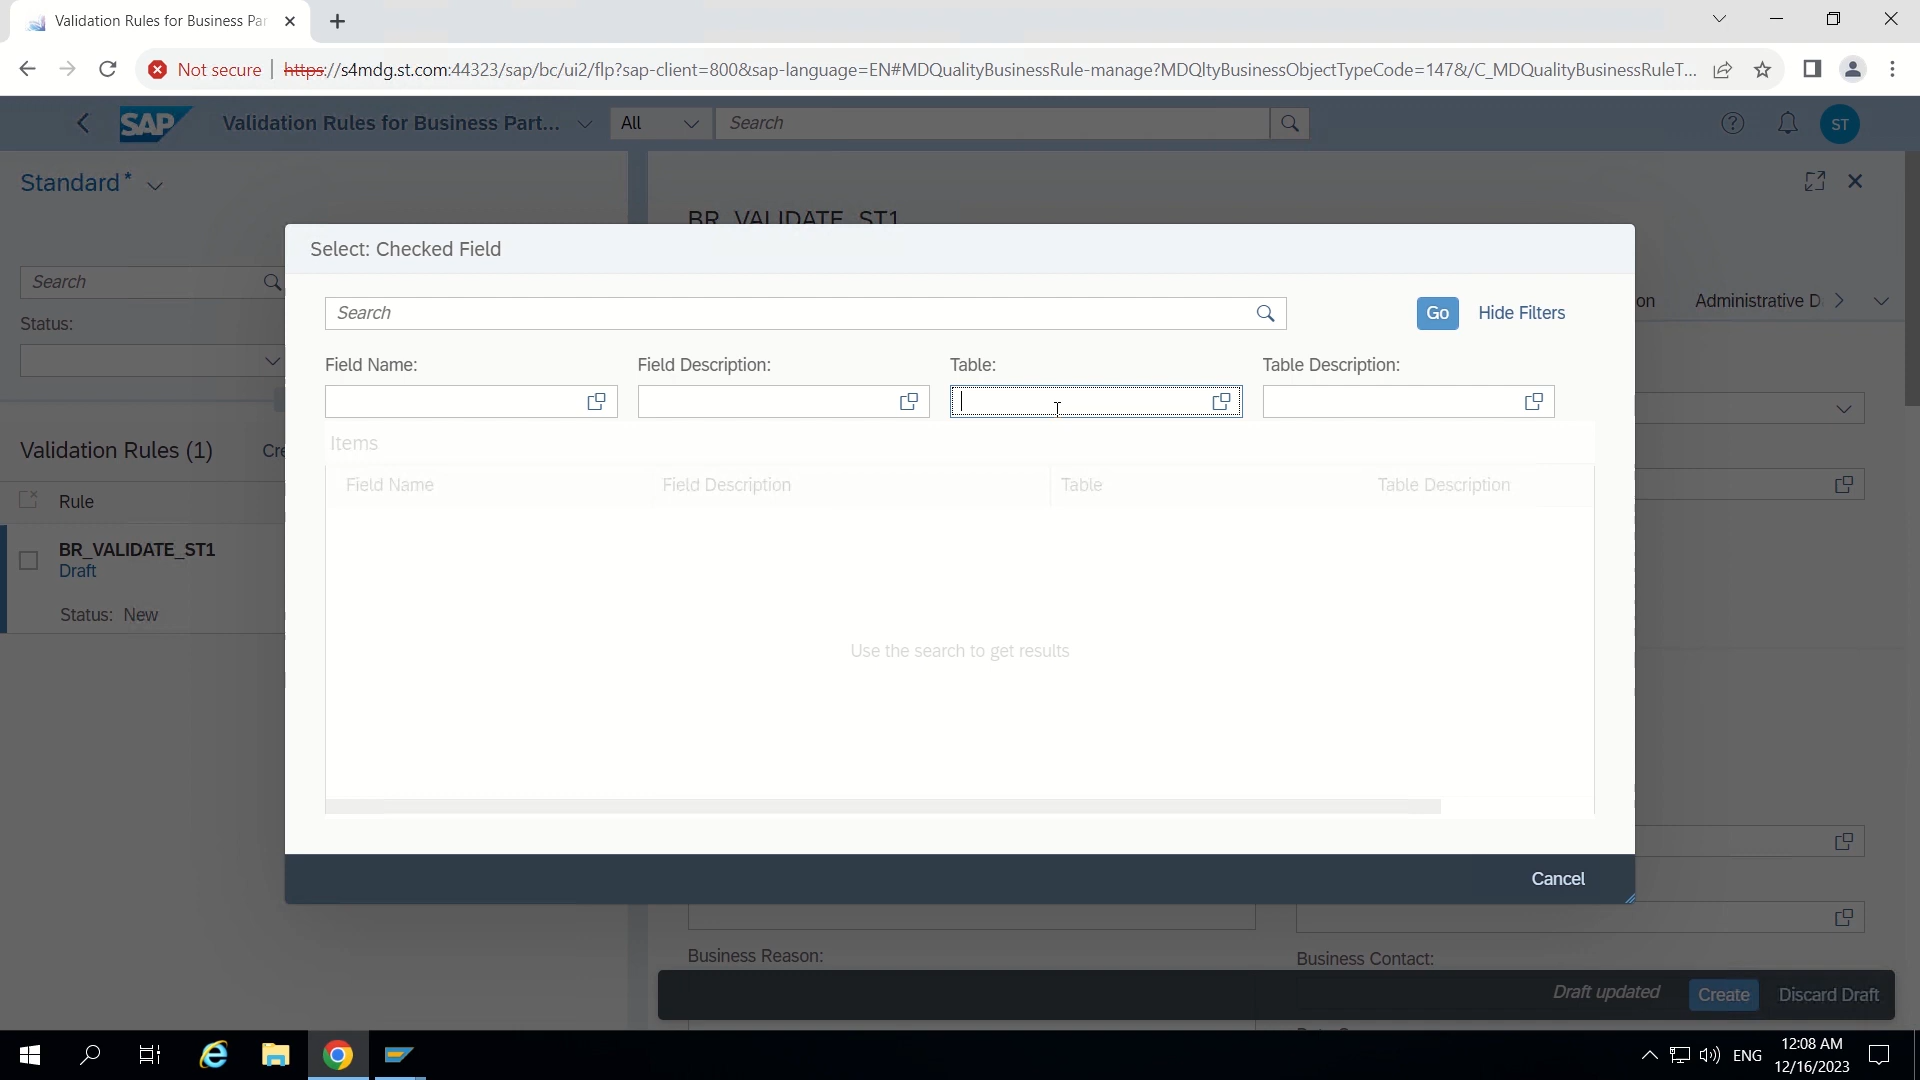 Validation Rules for Business Par
Not secure
https://s4mdg.st.com:44323/sap/bc/ui2/flp?sap-client=800&sap-language=EN#MDQualityBusinessRule-manage?MDQltyBusinessObjectTypeCode=147&/C_MDQualityBusinessRuleT...
SAP
Validation Rules for Business Part...
All
Search
ST
Standard*
BR_VALIDATE_ST1
Select: Checked Field
Search
Search
Go
Hide Filters
on
Administrative D
Status:
Field Name:
Field Description:
Table:
Table Description:
Items
Validation Rules (1)
Cre
Field Name
Field Description
Table
Table Description
Rule
BR_VALIDATE_ST1
Draft
Status: New
Use the search to get results
Cancel
Business Reason:
Business Contact:
Draft updated
Create
Discard Draft
ENG
12:08 AM
12/16/2023